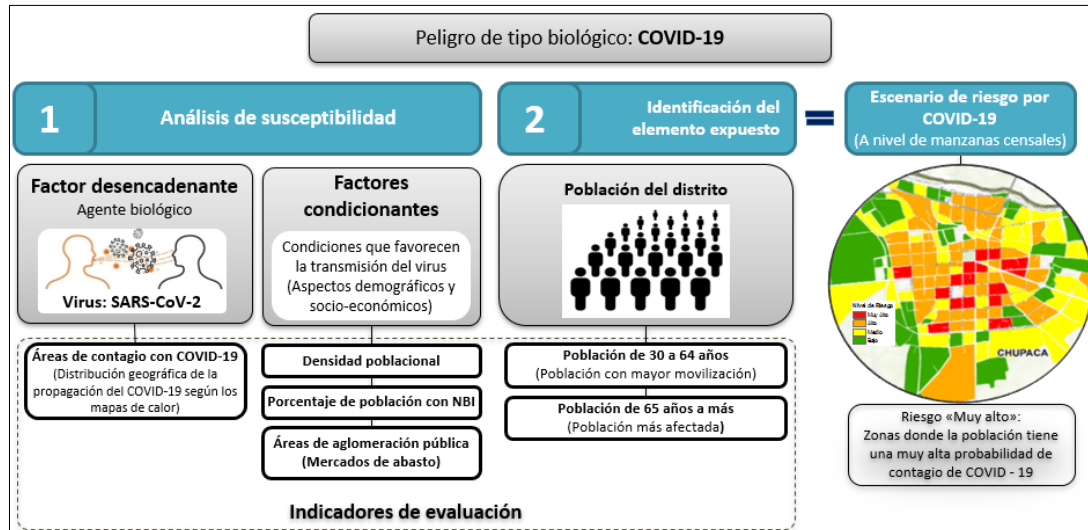 Peligro de tipo biológico: COVID-19
1
Análisis de susceptibilidad
2
Identificación del
elemento expuesto
=
Escenario de riesgo por
COVID-19
(A nivel de manzanas censales)
Factor desencadenante
Agente biológico
Virus: SARS-CoV-2
Factores
condicionantes
Condiciones que favorecen
la transmisión del virus
(Aspectos demográficos y
socio-económicos)
Población del distrito
Nivel de Riesgo
Muy Alto
Alto
Medio
Bajo
CHUPACA
Áreas de contagio con COVID-19
(Distribución geográfica de la
propagación del COVID-19 según los
mapas de calor)
Densidad poblacional
Porcentaje de población con NBI
Áreas de aglomeración pública
(Mercados de abasto)
Población de 30 a 64 años
(Población con mayor movilización)
Población de 65 años a más
(Población más afectada)
Riesgo «Muy alto»:
Zonas donde la población tiene
una muy alta probabilidad de
contagio de COVID - 19
Indicadores de evaluación